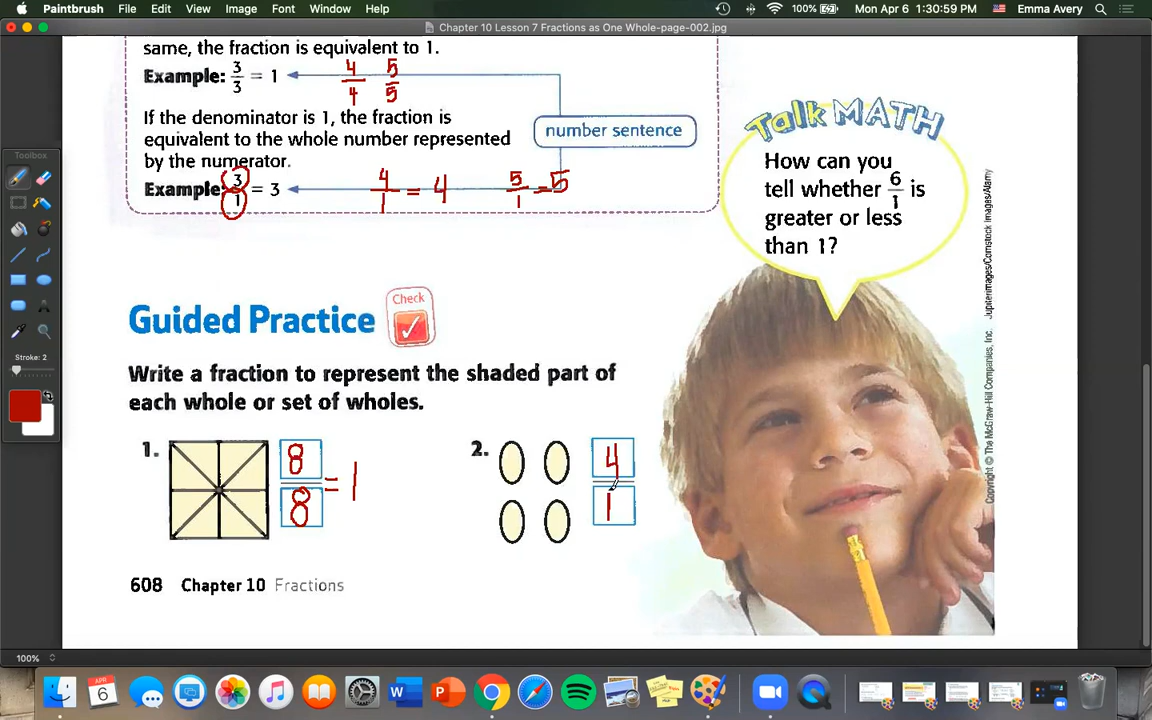 Paintbrush File Edit View Image Font Window Help 100% Mon Apr 6 1:30:59 PM Emma Avery
Chapter 10 Lesson 7 Fractions as One Whole-page-002.jpg
same, the fraction is equivalent to 1.
Example: 3/3 = 1 4/4 5/5
If the denominator is 1, the fraction is
equivalent to the whole number represented
by the numerator.
number sentence
Example: 3/1 = 3 4/1 = 4 5/1 = 5
Talk MATH
How can you
tell whether 6/1 is
greater or less
than 1?
Guided Practice
Check
Write a fraction to represent the shaded part of
each whole or set of wholes.
1. 8/8 = 1
2. 4/1
608 Chapter 10 Fractions
Copyright © The McGraw-Hill Companies, Inc. Jupiterimages/Comstock Images/Alamy
Toolbox
Stroke: 2
100%
APR
6